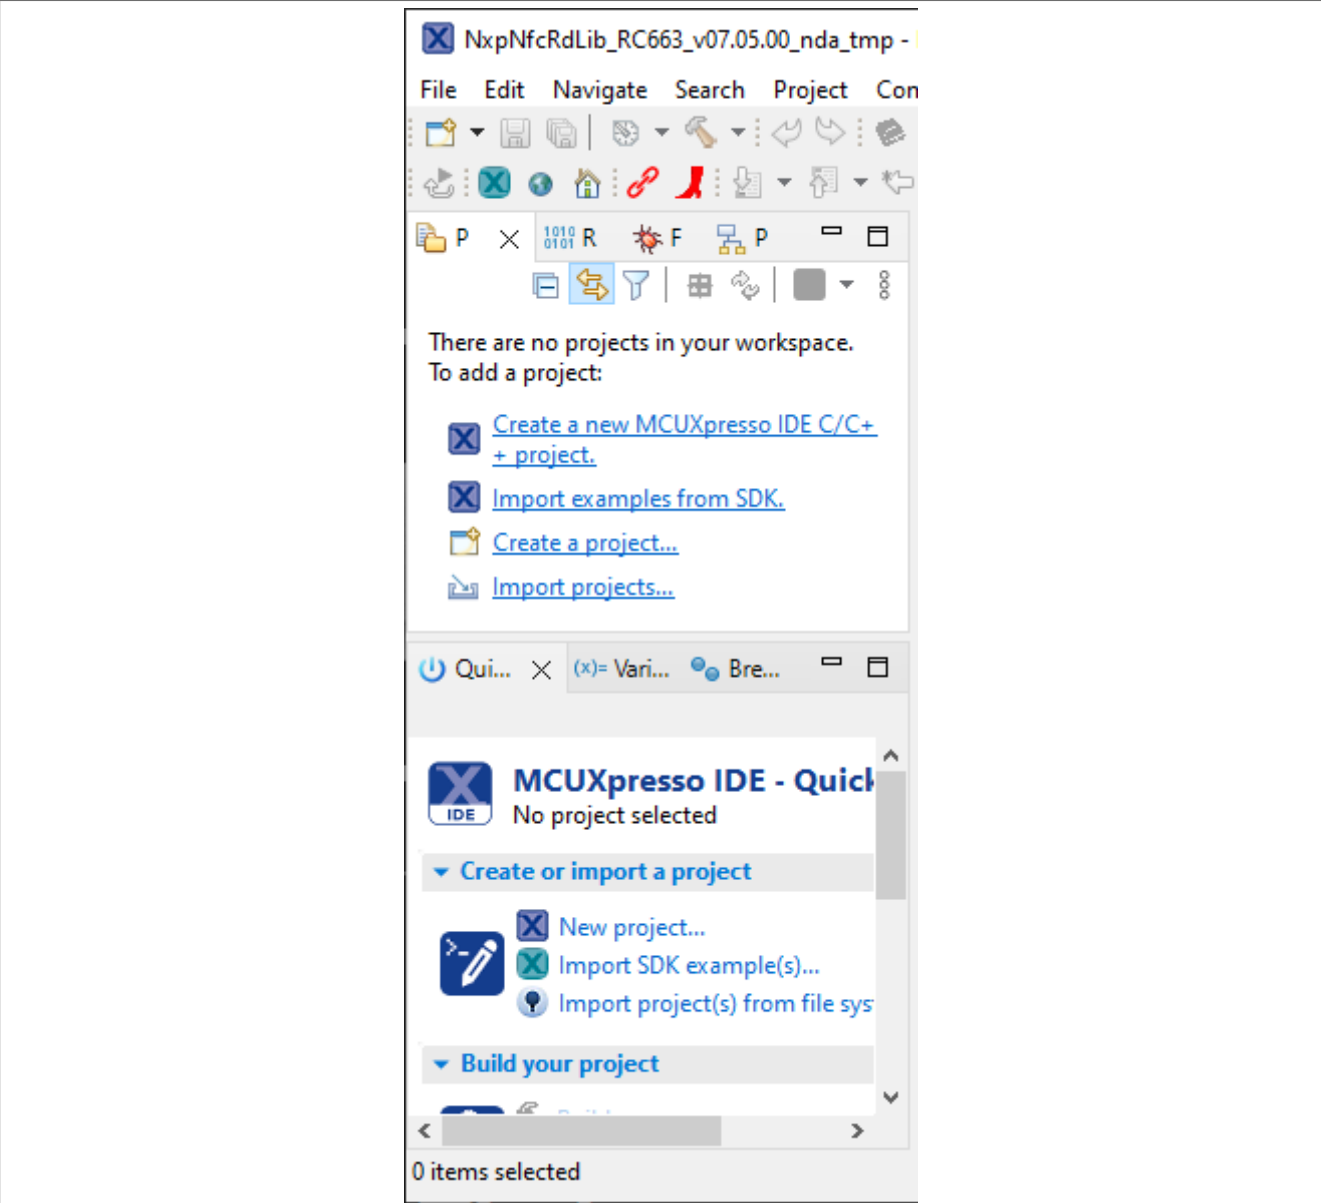 NxpNfcRdLib_RC663_v07.05.00_nda_tmp -
File Edit Navigate Search Project Con
P 1010 0101 R F P
There are no projects in your workspace.
To add a project:
Create a new MCUXpresso IDE C/C+
+ project.
Import examples from SDK.
Create a project...
Import projects...
Qui... (x)= Vari... Bre...
MCUXpresso IDE - Quick
IDE
No project selected
Create or import a project
New project...
Import SDK example(s)...
Import project(s) from file sys
Build your project
0 items selected